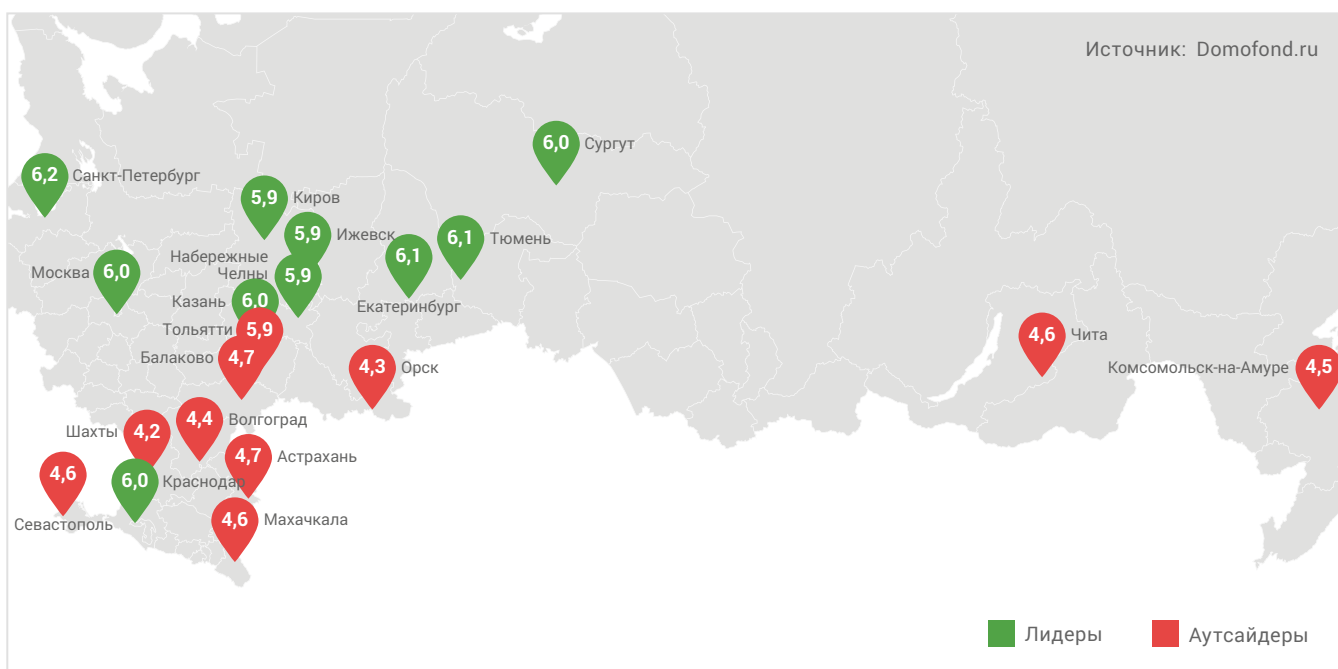 Источник: Domofond.ru
6,0 Сургут
6,2 Санкт-Петербург
5,9 Киров
5,9 Ижевск
6,1 Тюмень
Набережные
Челны 5,9
6,1
Екатеринбург
Москва 6,0
Казань 6,0
Тольятти 5,9
Балаково 4,7
4,3 Орск
4,6 Чита
Комсомольск-на-Амуре 4,5
4,4 Волгоград
Шахты 4,2
4,7 Астрахань
4,6
Севастополь
6,0 Краснодар
4,6 Махачкала
Лидеры
Аутсайдеры